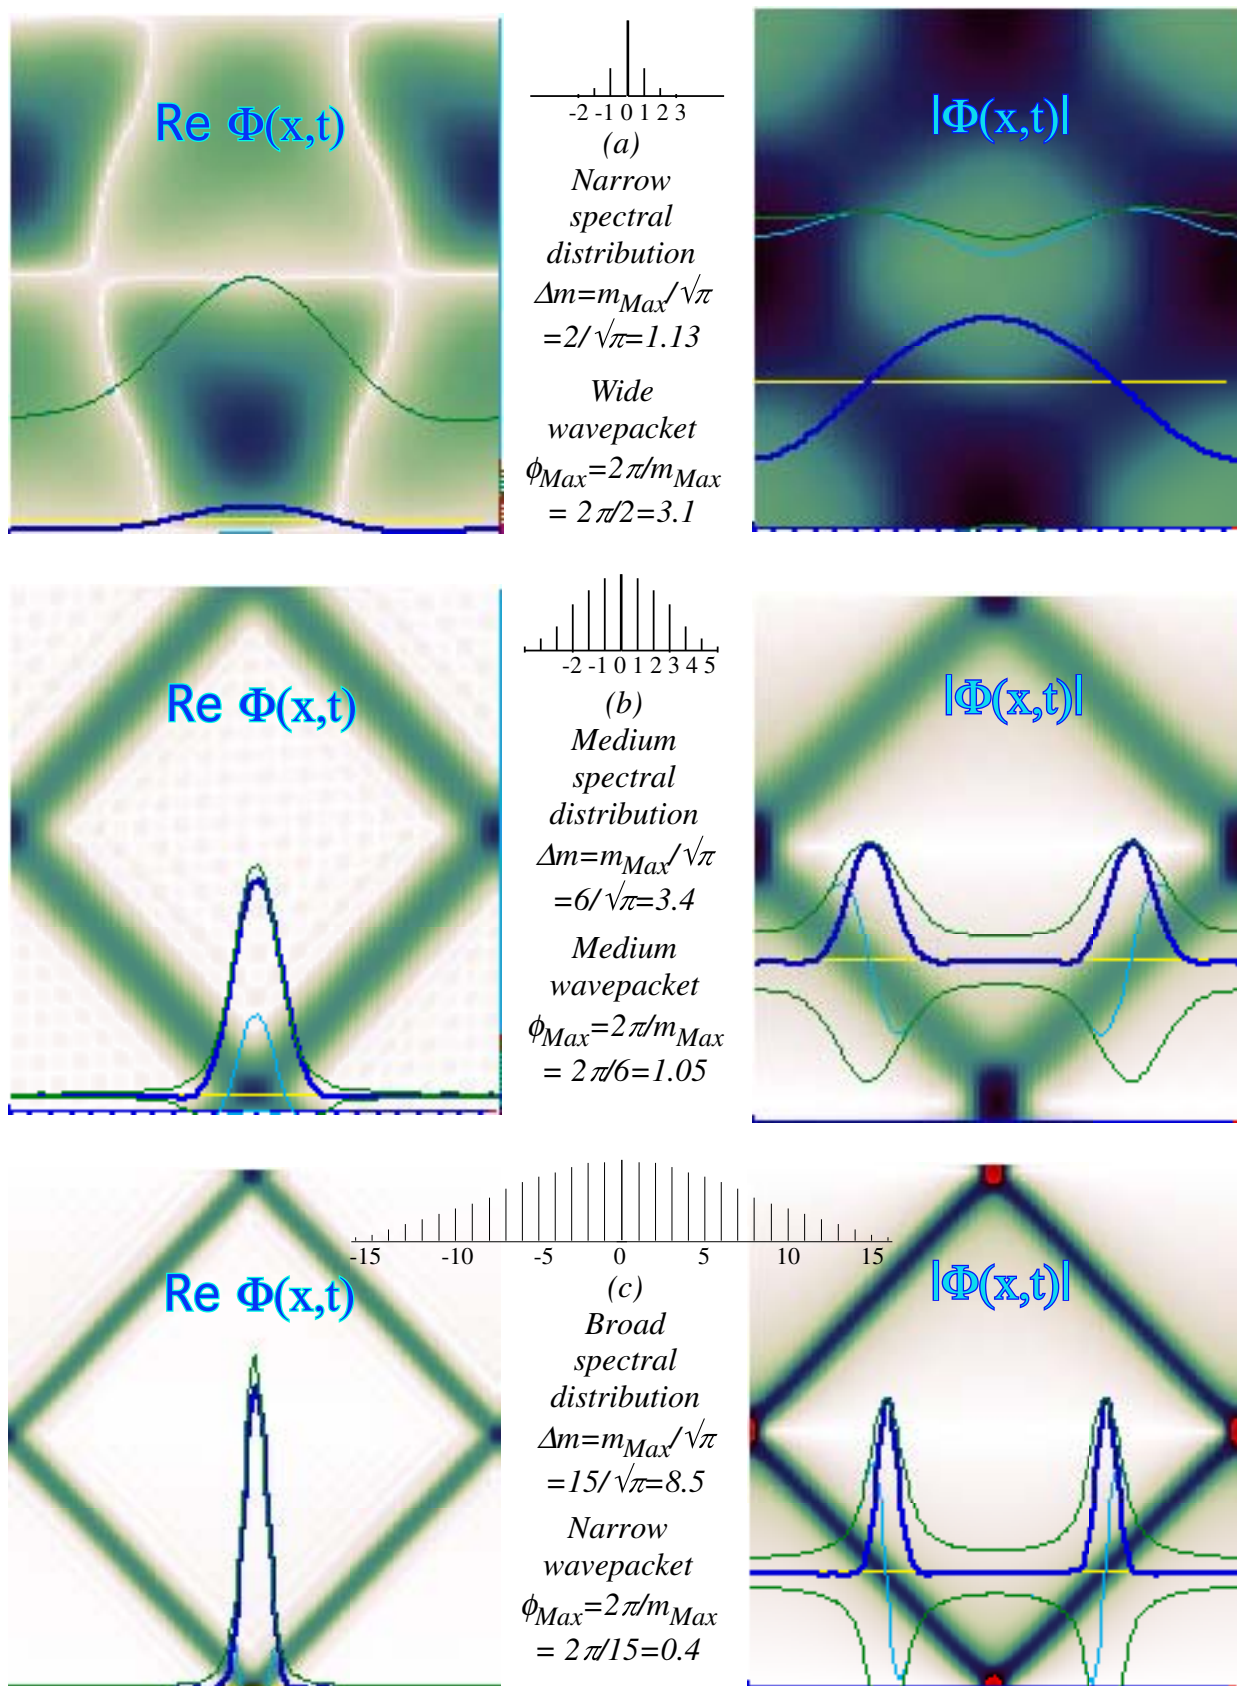 Re Φ(x,t)
-2 -1 0 1 2 3
(a)
Narrow
spectral
distribution
Δm=m_Max/√π
=2/√π=1.13
Wide
wavepacket
ϕ_Max=2π/m_Max
= 2π/2=3.1
|Φ(x,t)|
Re Φ(x,t)
-2 -1 0 1 2 3 4 5
(b)
Medium
spectral
distribution
Δm=m_Max/√π
=6/√π=3.4
Medium
wavepacket
ϕ_Max=2π/m_Max
= 2π/6=1.05
|Φ(x,t)|
Re Φ(x,t)
-15 -10 -5 0 5 10 15
(c)
Broad
spectral
distribution
Δm=m_Max/√π
=15/√π=8.5
Narrow
wavepacket
ϕ_Max=2π/m_Max
= 2π/15=0.4
|Φ(x,t)|